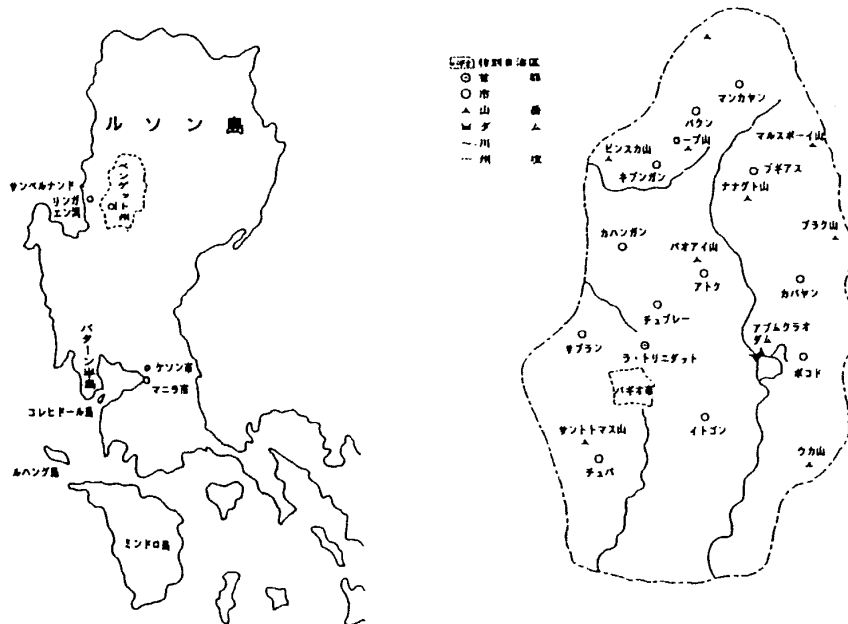 ルソン島
ベンゲット州
サンベルナンド
リンガ
エン湾
バターン半島
ケソン市
マニラ市
コレヒドール島
ルハング島
ミンドロ島
特別自治区
首都
市
山岳
ダム
川
州境
マンカヤン
バクン
ローブ山
マルスボーイ山
ピンスカ山
キブンガン
ブギアス
ナナグト山
ブラク山
カハンガン
パオアイ山
アトク
カバヤン
チュブレー
アブムクラオ
ダム
サブラン
ラ・トリニダット
ボコド
バギオ市
イトゴン
サントトマス山
チュバ
ウカ山